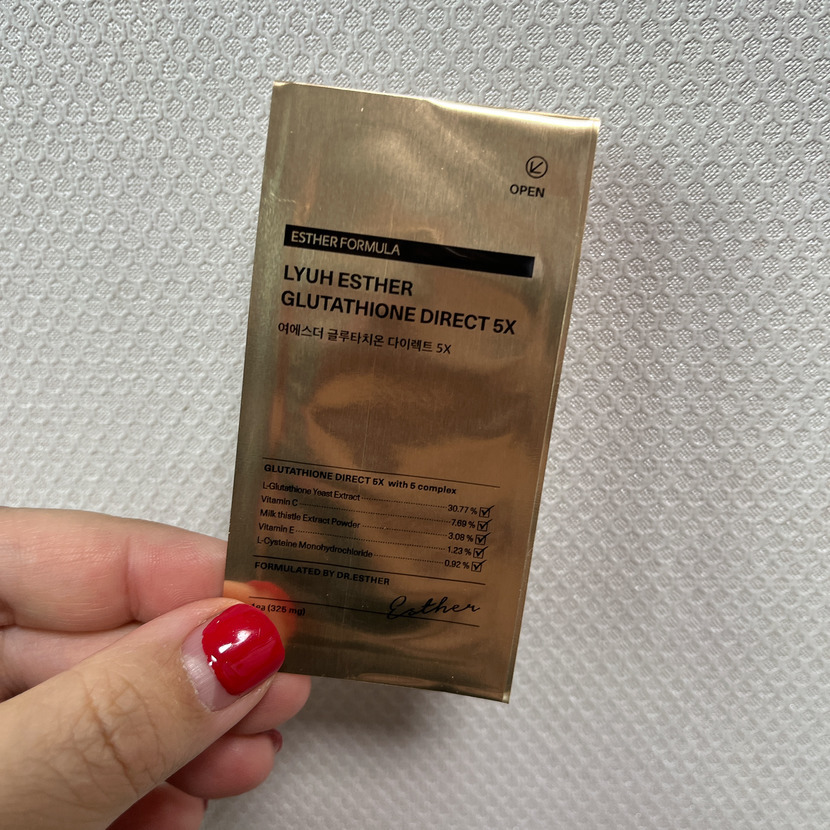 OPEN
ESTHER FORMULA
LYUH ESTHER
GLUTATHIONE DIRECT 5X
여에스더 글루타치온 다이렉트 5X
GLUTATHIONE DIRECT 5X with 5 complex
L-Glutathione Yeast Extract 30.77 %
Vitamin C 7.69 %
Milk thistle Extract Powder 3.08 %
Vitamin E 1.23 %
L-Cysteine Monohydrochloride 0.92 %
FORMULATED BY DR.ESTHER
1ea (325 mg)
Esther